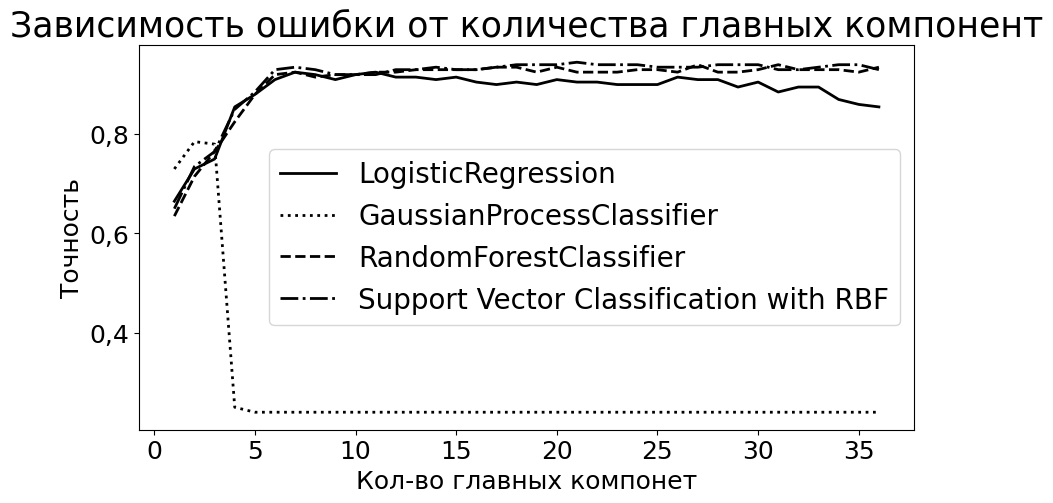 Зависимость ошибки от количества главных компонент
Точность
0,8
0,6
0,4
LogisticRegression
GaussianProcessClassifier
RandomForestClassifier
Support Vector Classification with RBF
0 5 10 15 20 25 30 35
Кол-во главных компонет